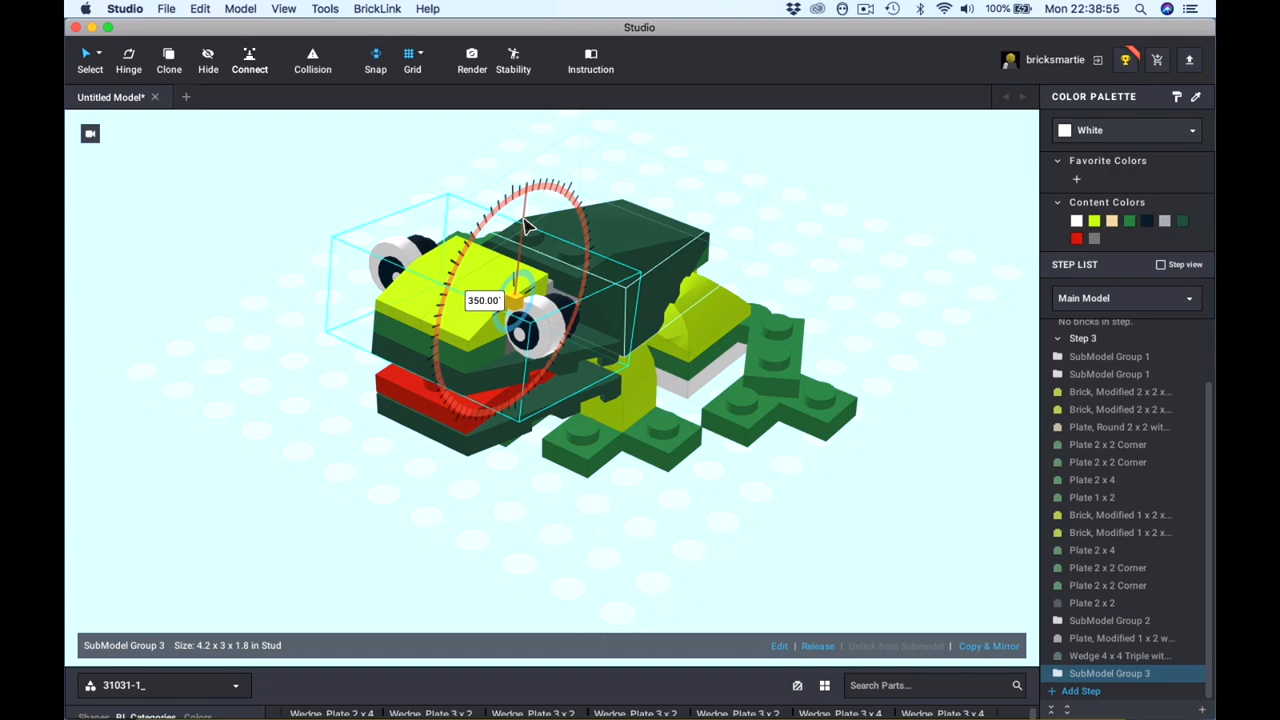 Studio File Edit Model View Tools BrickLink Help 100% Mon 22:38:55
Studio
Select Hinge Clone Hide Connect Collision Snap Grid Render Stability Instruction bricksmartie
Untitled Model* COLOR PALETTE
White
Favorite Colors
Content Colors
STEP LIST Step view
Main Model
No bricks in step.
Step 3
SubModel Group 1
SubModel Group 1
Brick, Modified 2 x 2 x...
Brick, Modified 2 x 2 x...
Plate, Round 2 x 2 wit...
Plate 2 x 2 Corner
Plate 2 x 2 Corner
Plate 2 x 4
Plate 1 x 2
Brick, Modified 1 x 2 x...
Brick, Modified 1 x 2 x...
Plate 2 x 4
Plate 2 x 2 Corner
Plate 2 x 2 Corner
Plate 2 x 2
SubModel Group 2
Plate, Modified 1 x 2 w...
Wedge 4 x 4 Triple wit...
SubModel Group 3
+ Add Step
350.00°
SubModel Group 3 Size: 4.2 x 3 x 1.8 in Stud Edit | Release | Unlink from Submodel | Copy & Mirror
31031-1_ Search Parts...
Shapes BL Categories Colors Wedge, Plate 2 x 4 Wedge, Plate 3 x 2 Wedge, Plate 3 x 2 Wedge, Plate 3 x 2 Wedge, Plate 3 x 2 Wedge, Plate 3 x 4 Wedge, Plate 3 x 4